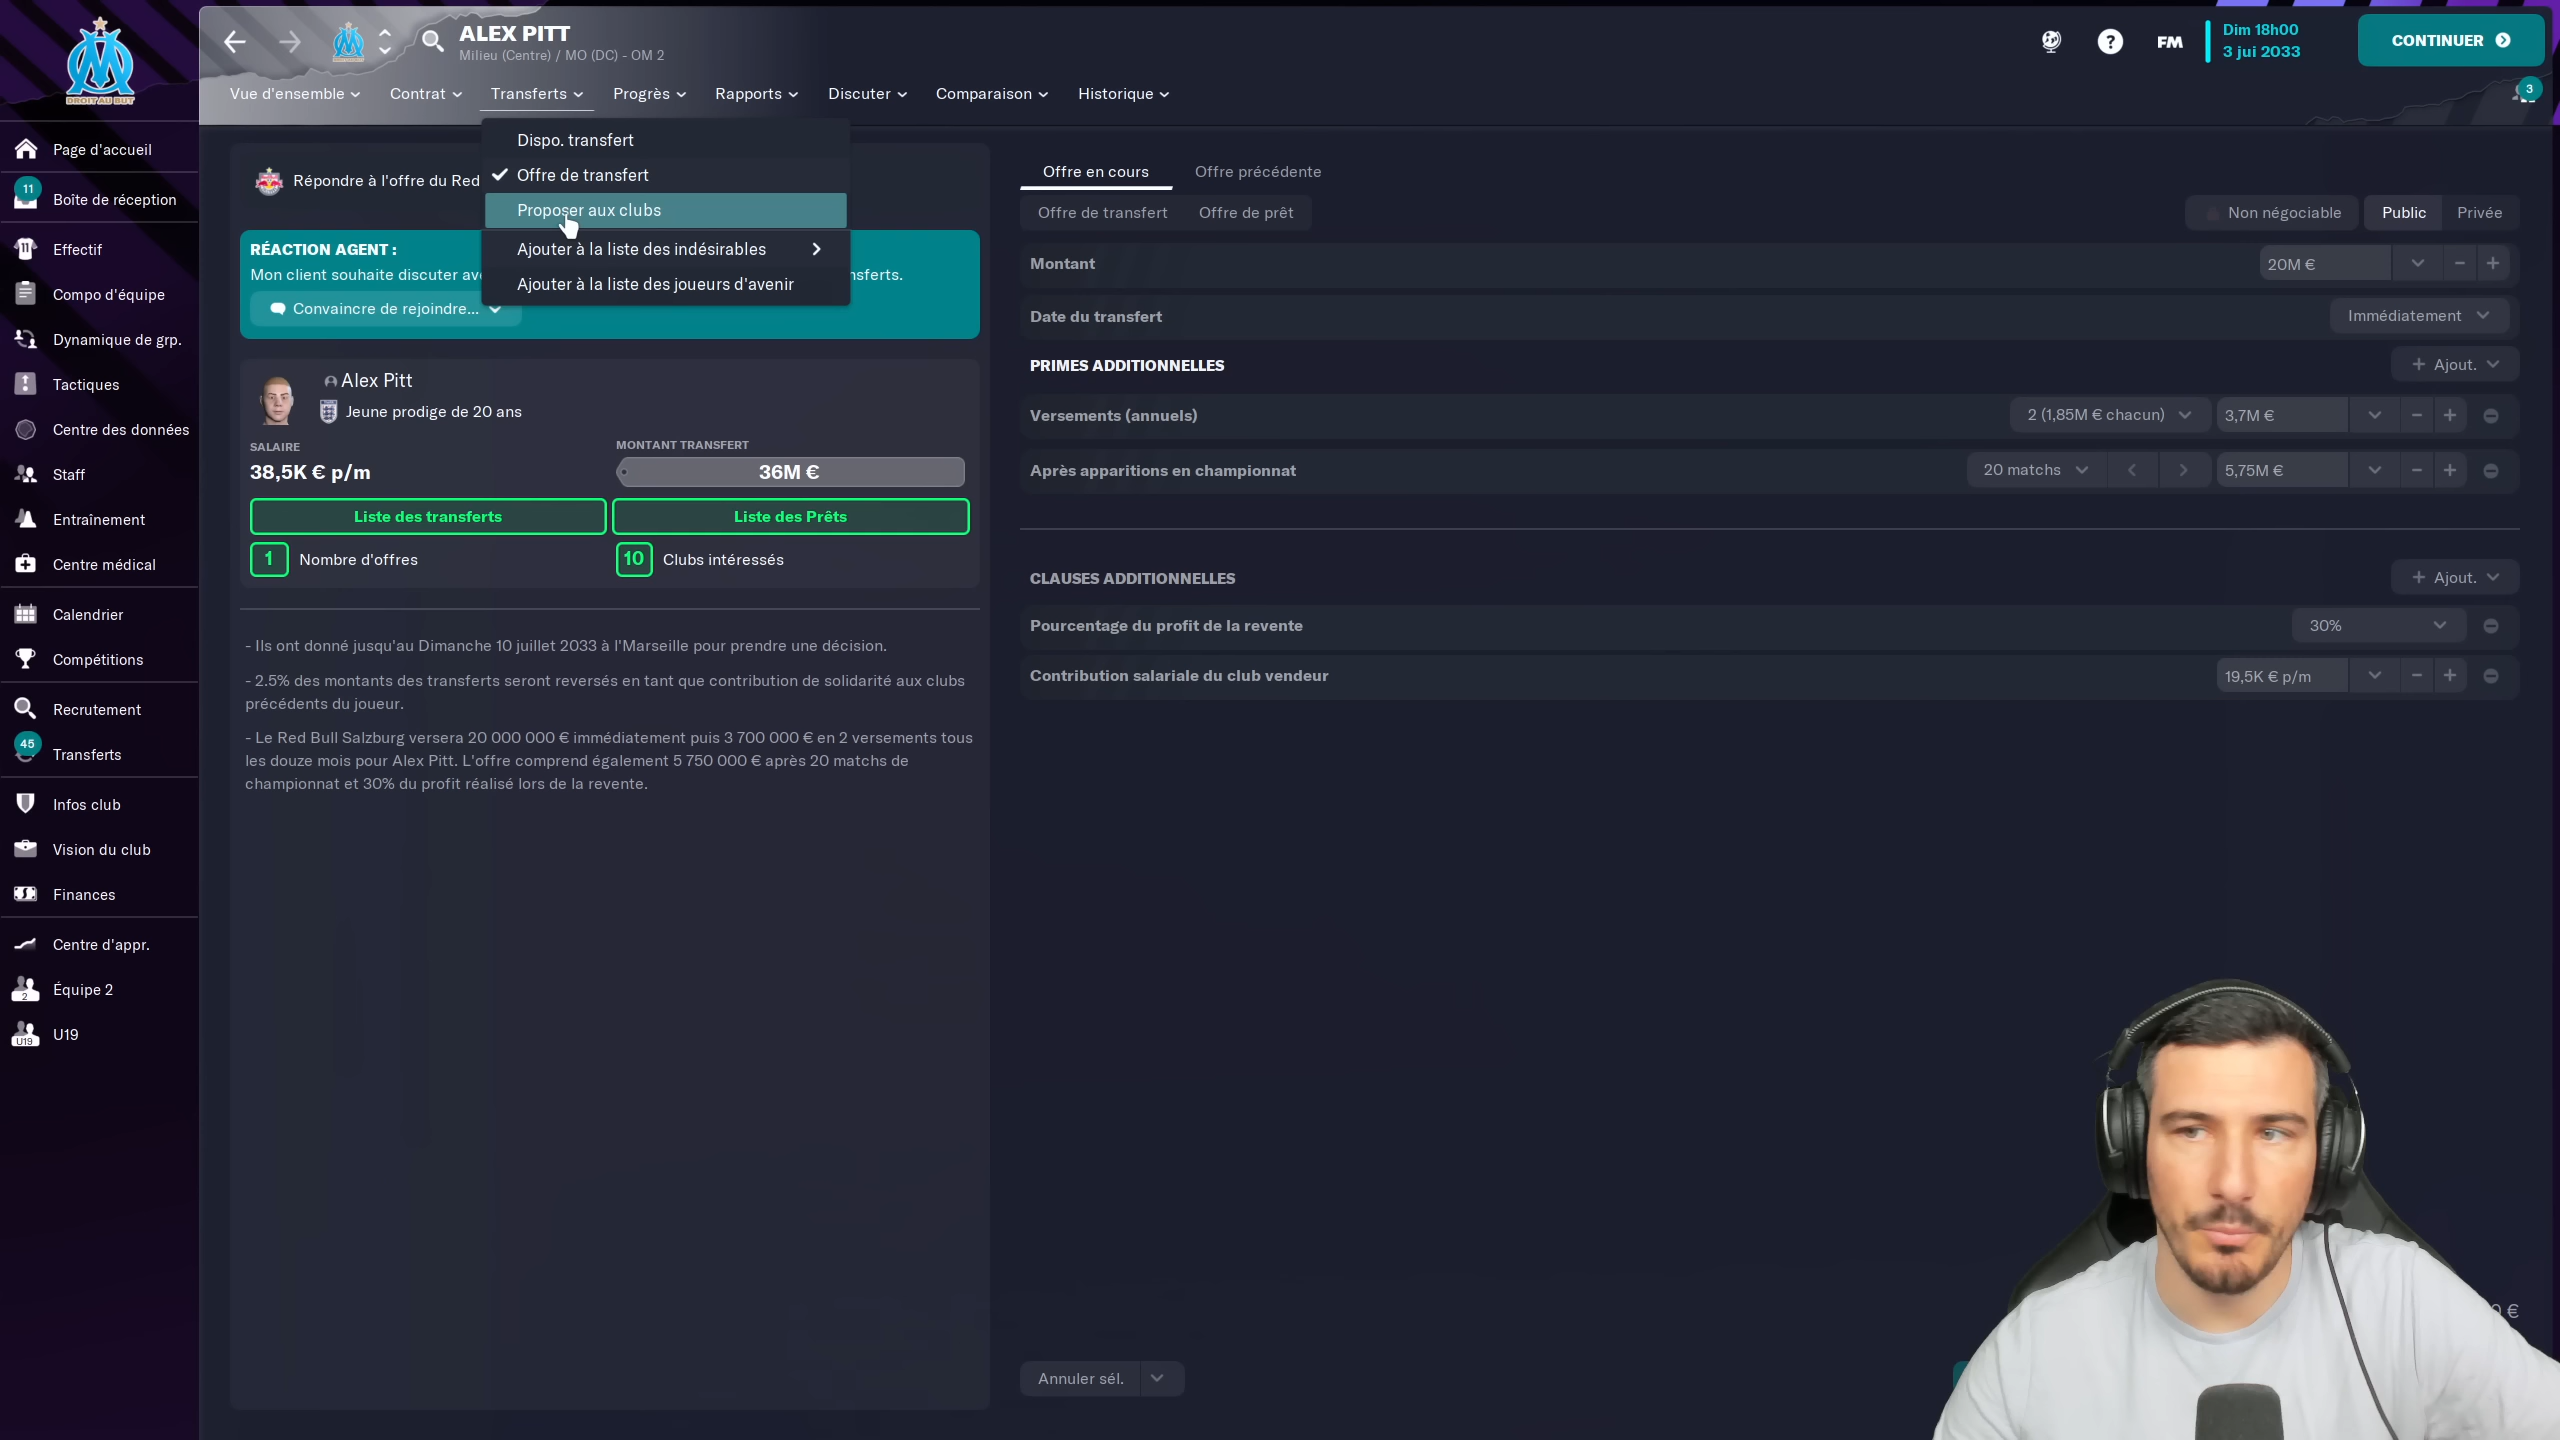 DROIT AU BUT
ALEX PITT
Milieu (Centre) / MO (DC) - OM 2
FM
Dim 18h00
3 jui 2033
CONTINUER
Vue d'ensemble
Contrat
Transferts
Progrès
Rapports
Discuter
Comparaison
Historique
3
Page d'accueil
11
Boîte de réception
Effectif
Compo d'équipe
Dynamique de grp.
Tactiques
Centre des données
Staff
Entraînement
Centre médical
Calendrier
Compétitions
Recrutement
45
Transferts
Infos club
Vision du club
Finances
Centre d'appr.
2
Équipe 2
U19
U19
Dispo. transfert
Offre de transfert
Proposer aux clubs
Ajouter à la liste des indésirables
Ajouter à la liste des joueurs d'avenir
Répondre à l'offre du Red
RÉACTION AGENT :
Mon client souhaite discuter
Convaincre de rejoindre...
Alex Pitt
Jeune prodige de 20 ans
SALAIRE
38,5K € p/m
MONTANT TRANSFERT
36M €
Liste des transferts
Liste des Prêts
1 Nombre d'offres
10 Clubs intéressés
- Ils ont donné jusqu'au Dimanche 10 juillet 2033 à l'Marseille pour prendre une décision.
- 2.5% des montants des transferts seront reversés en tant que contribution de solidarité aux clubs
précédents du joueur.
- Le Red Bull Salzburg versera 20 000 000 € immédiatement puis 3 700 000 € en 2 versements tous
les douze mois pour Alex Pitt. L'offre comprend également 5 750 000 € après 20 matchs de
championnat et 30% du profit réalisé lors de la revente.
Offre en cours
Offre précédente
Offre de transfert
Offre de prêt
Non négociable
Public
Privée
Montant
20M €
Date du transfert
Immédiatement
PRIMES ADDITIONNELLES
+ Ajout.
Versements (annuels)
2 (1,85M € chacun)
3,7M €
Après apparitions en championnat
20 matchs
5,75M €
CLAUSES ADDITIONNELLES
+ Ajout.
Pourcentage du profit de la revente
30%
Contribution salariale du club vendeur
19,5K € p/m
€
Annuler sél.